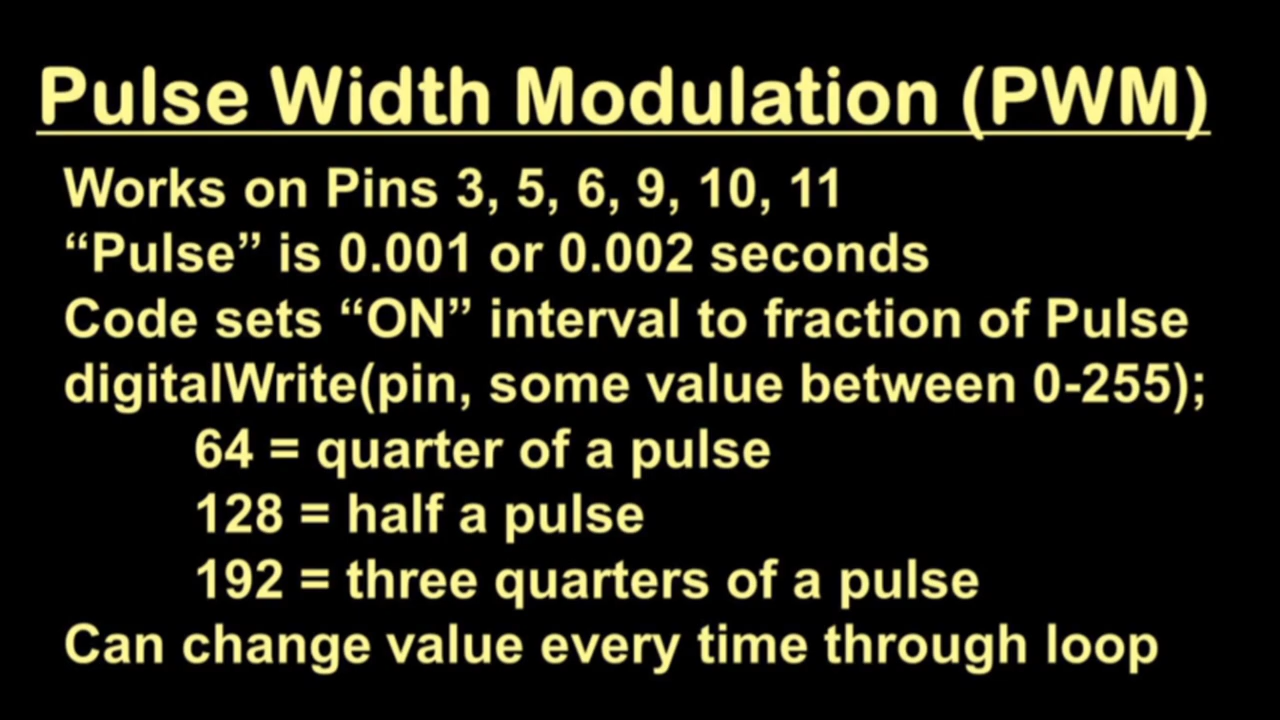 Pulse Width Modulation (PWM)
Works on Pins 3, 5, 6, 9, 10, 11
“Pulse” is 0.001 or 0.002 seconds
Code sets “ON” interval to fraction of Pulse
digitalWrite(pin, some value between 0-255);
64 = quarter of a pulse
128 = half a pulse
192 = three quarters of a pulse
Can change value every time through loop